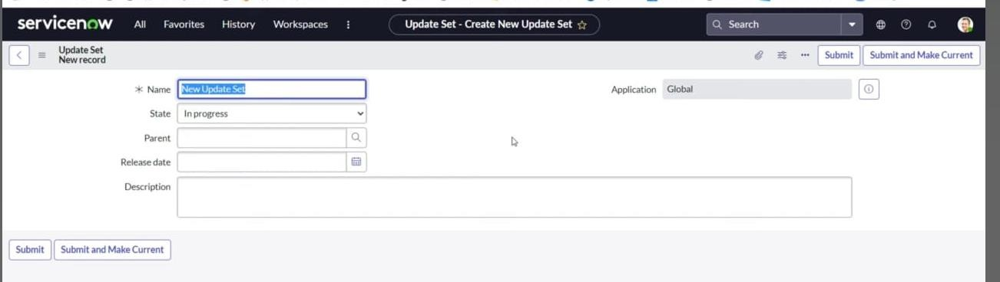 servicenow All Favorites History Workspaces Update Set - Create New Update Set Search
Update Set
New record
Submit Submit and Make Current
Name New Update Set Application Global
State In progress
Parent
Release date
Description
Submit Submit and Make Current